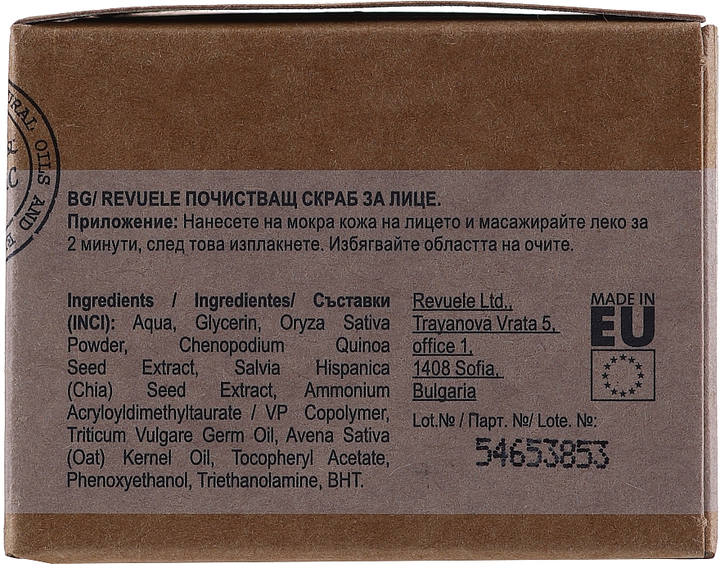 URAL OILS AND E
BG/ REVUELE ПОЧИСТВАЩ СКРАБ ЗА ЛИЦЕ.
Приложение: Нанесете на мокра кожа на лицето и масажирайте леко за
2 минути, след това изплакнете. Избягвайте областта на очите.
Ingredients / Ingredientes/ Съставки
(INCI): Aqua, Glycerin, Oryza Sativa
Powder, Chenopodium Quinoa
Seed Extract, Salvia Hispanica
(Chia) Seed Extract, Ammonium
Acryloyldimethyltaurate / VP Copolymer,
Triticum Vulgare Germ Oil, Avena Sativa
(Oat) Kernel Oil, Tocopheryl Acetate,
Phenoxyethanol, Triethanolamine, BHT.
Revuele Ltd.,
Trayanova Vrata 5,
office 1,
1408 Sofia,
Bulgaria
MADE IN
EU
Lot.№ / Парт. №/ Lote. №:
54653853